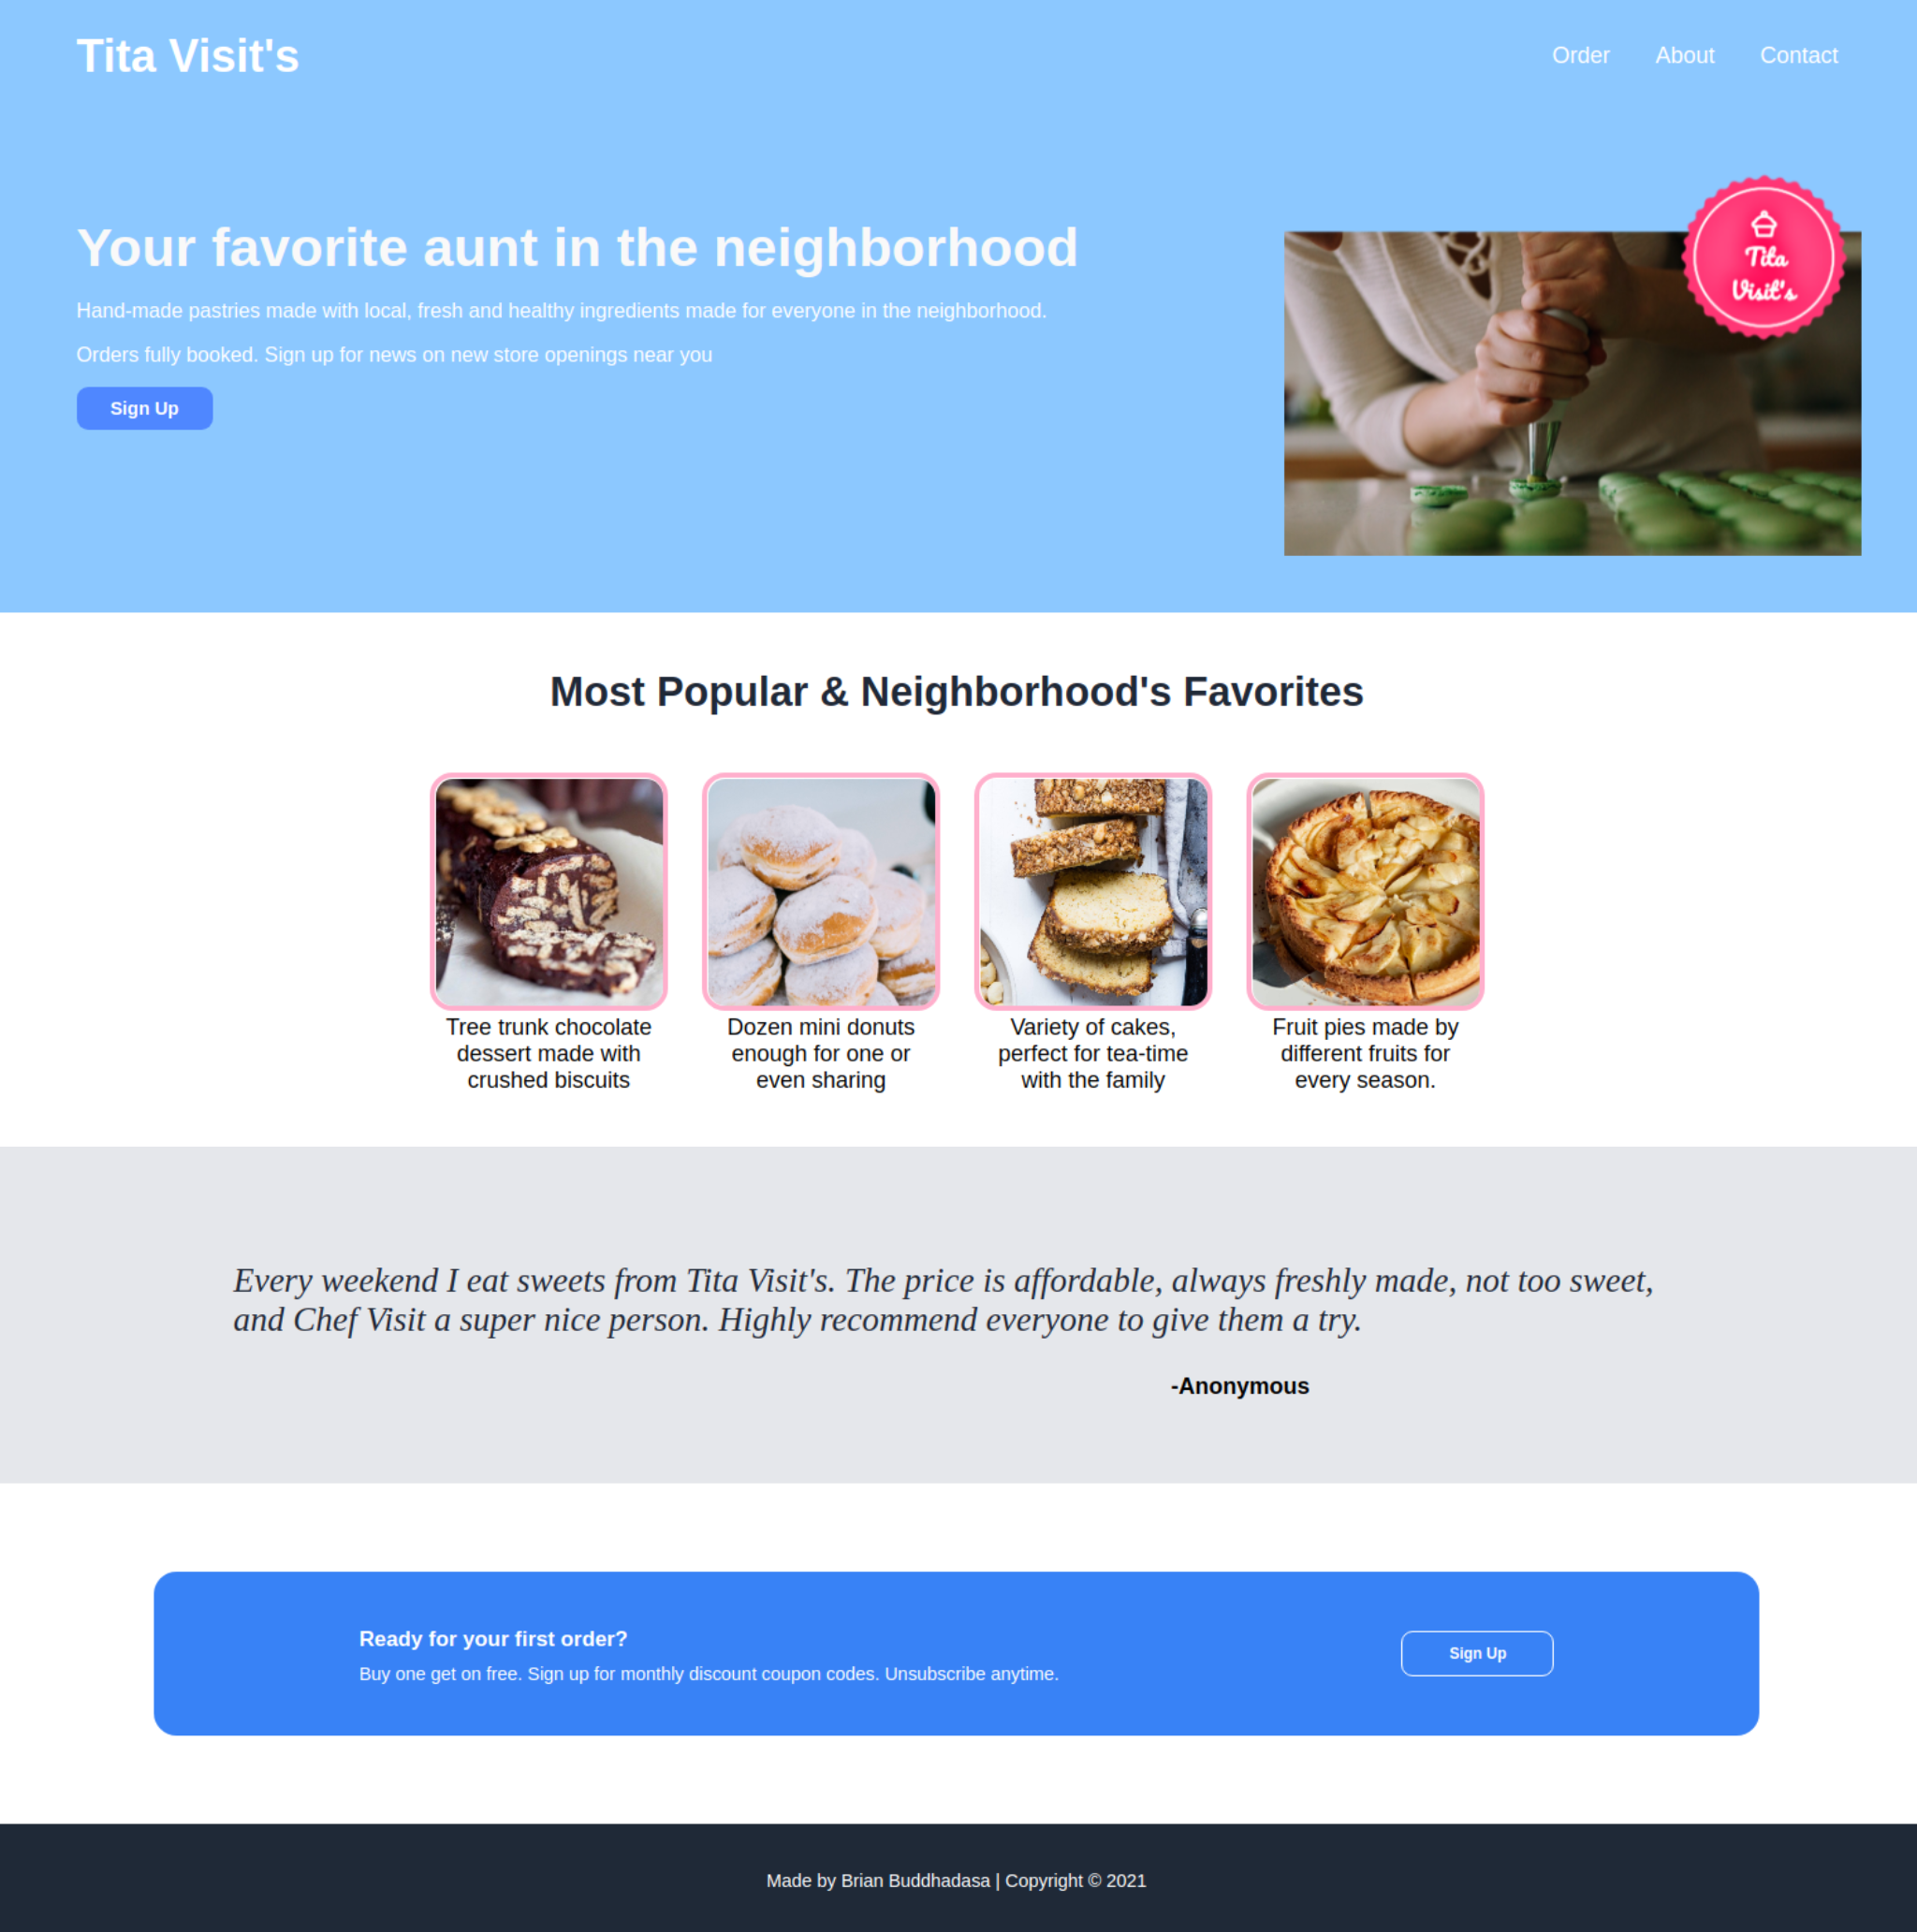 Tita Visit's
Order
About
Contact
Tita
Visit's
Your favorite aunt in the neighborhood
Hand-made pastries made with local, fresh and healthy ingredients made for everyone in the neighborhood.
Orders fully booked. Sign up for news on new store openings near you
Sign Up
Most Popular & Neighborhood's Favorites
Tree trunk chocolate
dessert made with
crushed biscuits
Dozen mini donuts
enough for one or
even sharing
Variety of cakes,
perfect for tea-time
with the family
Fruit pies made by
different fruits for
every season.
Every weekend I eat sweets from Tita Visit's. The price is affordable, always freshly made, not too sweet,
and Chef Visit a super nice person. Highly recommend everyone to give them a try.
-Anonymous
Ready for your first order?
Buy one get on free. Sign up for monthly discount coupon codes. Unsubscribe anytime.
Sign Up
Made by Brian Buddhadasa | Copyright © 2021